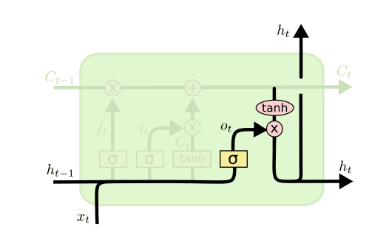 h_t
C_{t-1} x + C_t
tanh
f_t i_t x o_t x
C̃_t
σ σ tanh σ
h_{t-1} h_t
x_t